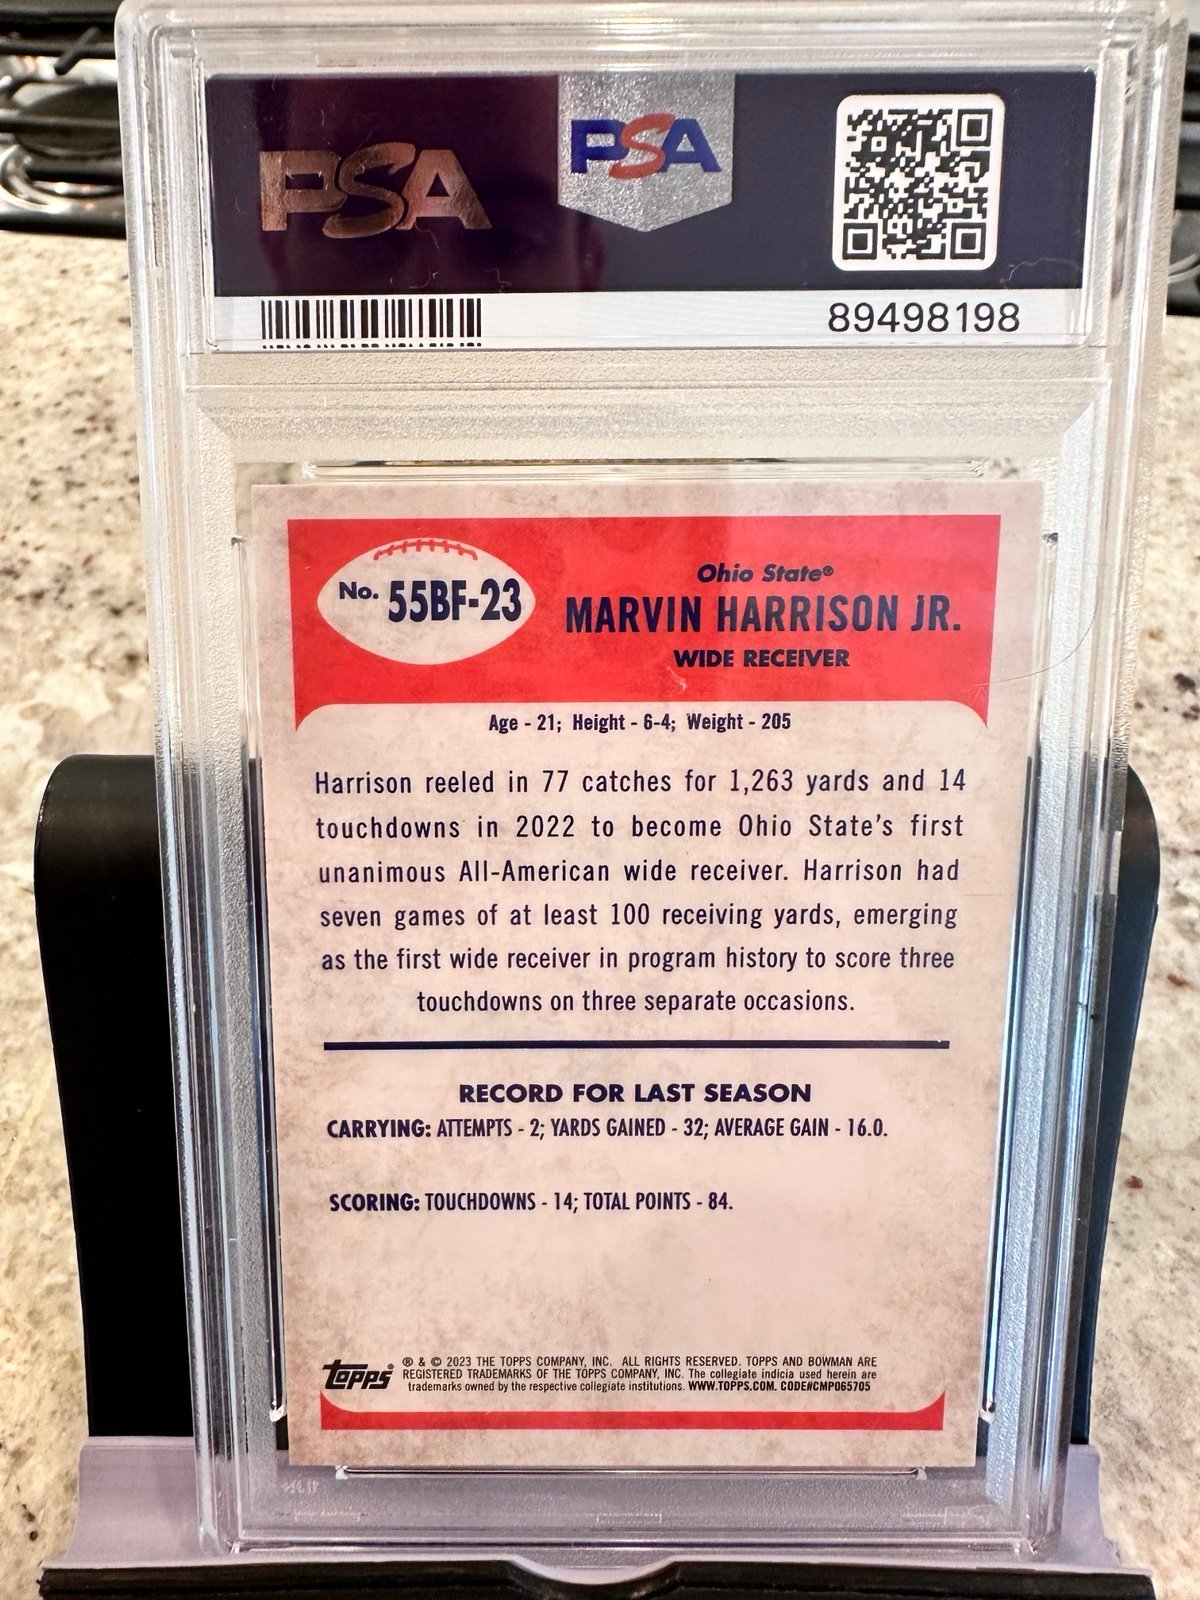 PSA
PSA
89498198
No. 55BF-23
Ohio State®
MARVIN HARRISON JR.
WIDE RECEIVER
Age - 21; Height - 6-4; Weight - 205
Harrison reeled in 77 catches for 1,263 yards and 14
touchdowns in 2022 to become Ohio State's first
unanimous All-American wide receiver. Harrison had
seven games of at least 100 receiving yards, emerging
as the first wide receiver in program history to score three
touchdowns on three separate occasions.
RECORD FOR LAST SEASON
CARRYING: ATTEMPTS - 2; YARDS GAINED - 32; AVERAGE GAIN - 16.0.
SCORING: TOUCHDOWNS - 14; TOTAL POINTS - 84.
topps®
® & © 2023 THE TOPPS COMPANY, INC. ALL RIGHTS RESERVED. TOPPS AND BOWMAN ARE
REGISTERED TRADEMARKS OF THE TOPPS COMPANY, INC. The collegiate indicia used herein are
trademarks owned by the respective collegiate institutions. WWW.TOPPS.COM. CODE#CMP065705